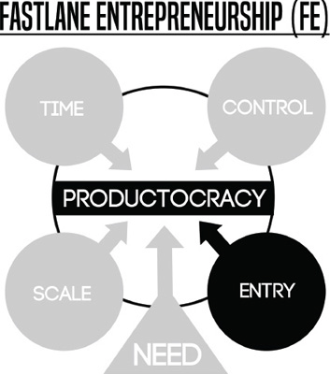 FASTLANE ENTREPRENEURSHIP (FE)
TIME
CONTROL
PRODUCTOCRACY
SCALE
ENTRY
NEED